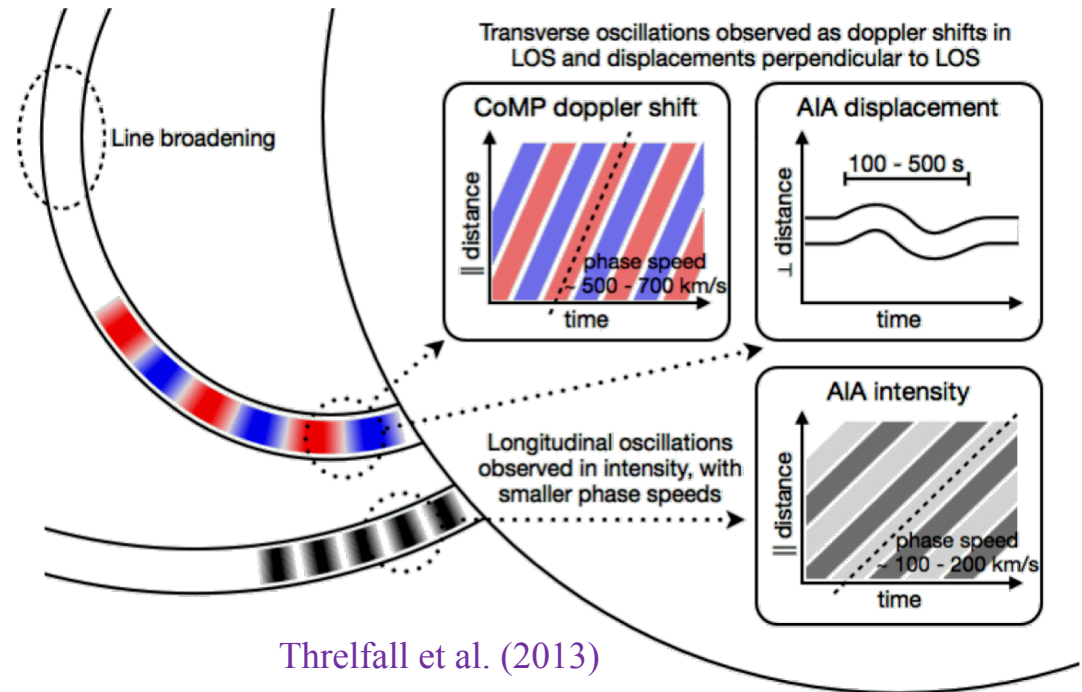 Transverse oscillations observed as doppler shifts in
LOS and displacements perpendicular to LOS
Line broadening
CoMP doppler shift
|| distance
phase speed
~ 500 - 700 km/s
time
AIA displacement
100 - 500 s
⊥ distance
time
Longitudinal oscillations
observed in intensity, with
smaller phase speeds
AIA intensity
|| distance
phase speed
~ 100 - 200 km/s
time
Threlfall et al. (2013)